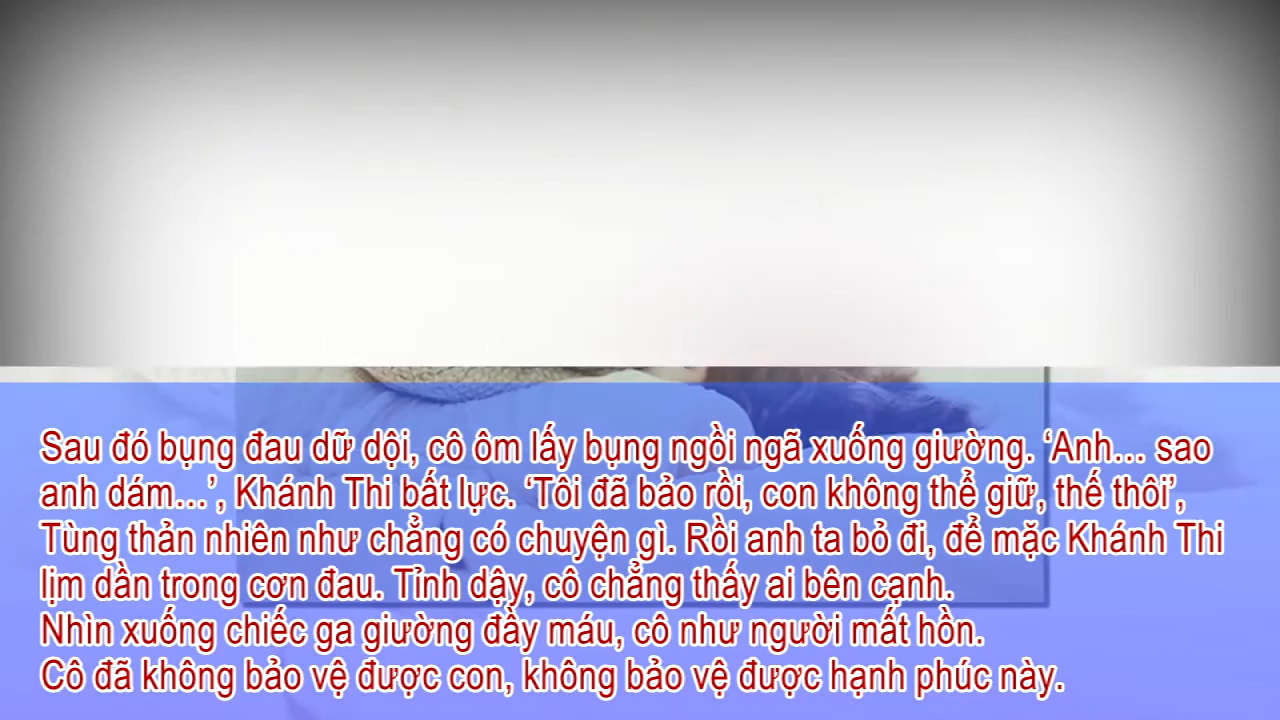 Sau đó bụng đau dữ dội, cô ôm lấy bụng ngồi ngã xuống giường. ‘Anh... sao
anh dám...’, Khánh Thi bất lực. ‘Tôi đã bảo rồi, con không thể giữ, thế thôi’,
Tùng thản nhiên như chẳng có chuyện gì. Rồi anh ta bỏ đi, để mặc Khánh Thi
lịm dần trong cơn đau. Tỉnh dậy, cô chẳng thấy ai bên cạnh.
Nhìn xuống chiếc ga giường đầy máu, cô như người mất hồn.
Cô đã không bảo vệ được con, không bảo vệ được hạnh phúc này.